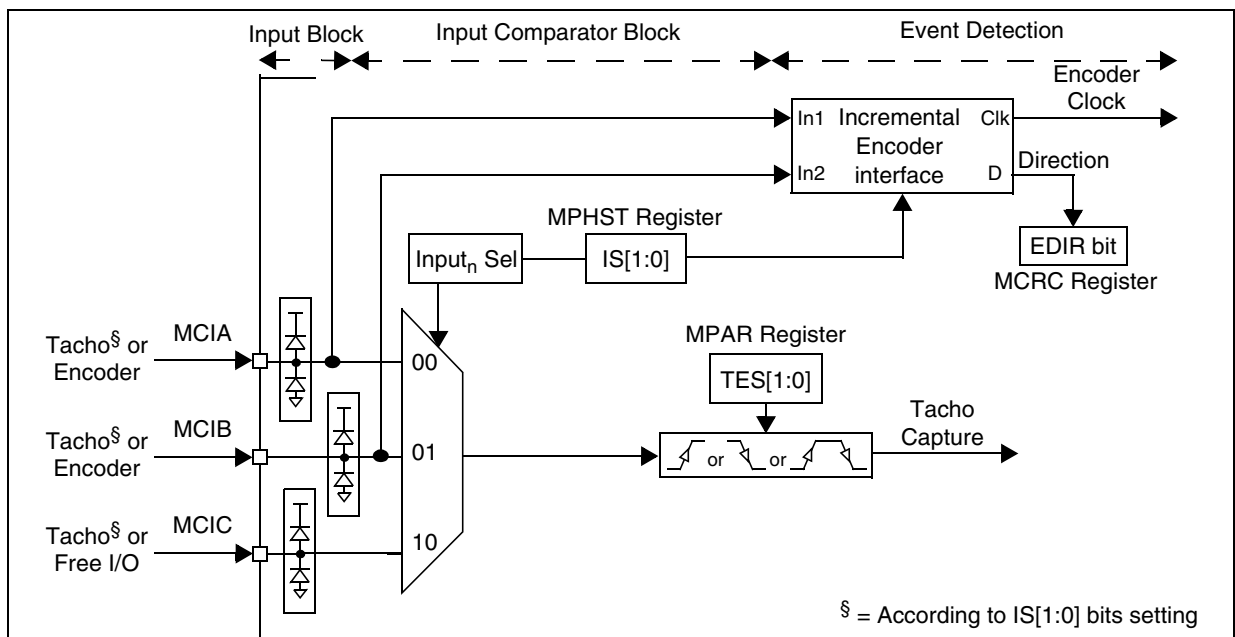 Input Block
Input Comparator Block
Event Detection
Encoder
Clock
In1 Incremental Clk
Encoder
In2 interface D
Direction
MPHST Register
Input_n Sel
IS[1:0]
EDIR bit
MCRC Register
Tacho§ or
Encoder
MCIA
00
MPAR Register
TES[1:0]
Tacho§ or
Encoder
MCIB
01
or or
Tacho
Capture
Tacho§ or
Free I/O
MCIC
10
§ = According to IS[1:0] bits setting